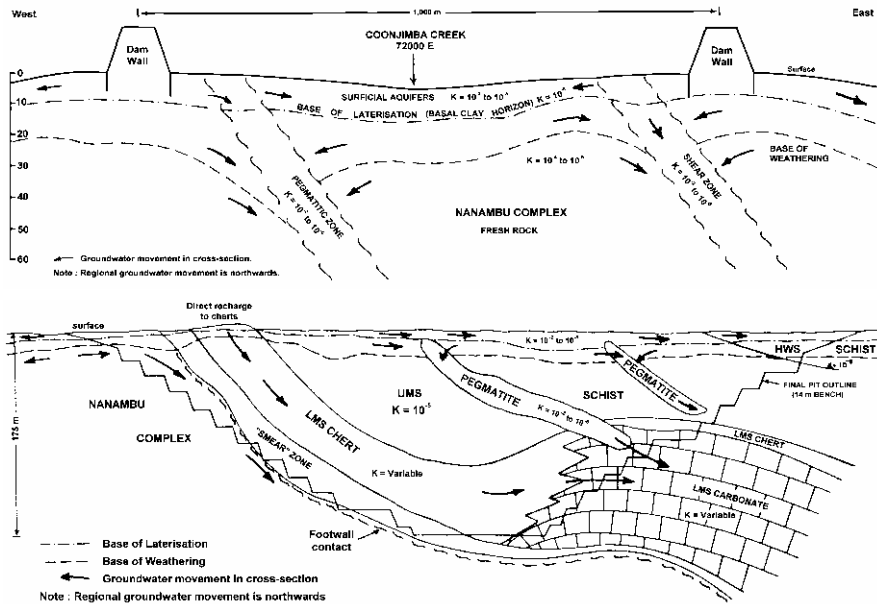 West
East
1,000 m
COONJIMBA CREEK
72000 E
Dam
Wall
Dam
Wall
0
10
20
30
40
50
60
Surface
SURFICIAL AQUIFERS
BASE OF LATERISATION (BASAL CLAY HORIZON)
BASE OF
WEATHERING
PEGMATITIC ZONE
SHEAR ZONE
NANAMBU COMPLEX
FRESH ROCK
Groundwater movement in cross-section.
Note : Regional groundwater movement is northwards.
Direct recharge
to cherts
surface
175 m
NANAMBU
COMPLEX
"SMEAR" ZONE
LMS CHERT
UMS
K = 10⁻⁵
PEGMATITE
SCHIST
PEGMATITE
HWS
SCHIST
FINAL PIT OUTLINE
(14 m BENCH)
LMS CHERT
LMS CARBONATE
K = Variable
K = Variable
Footwall
contact
Base of Laterisation
Base of Weathering
Groundwater movement in cross-section
Note : Regional groundwater movement is northwards